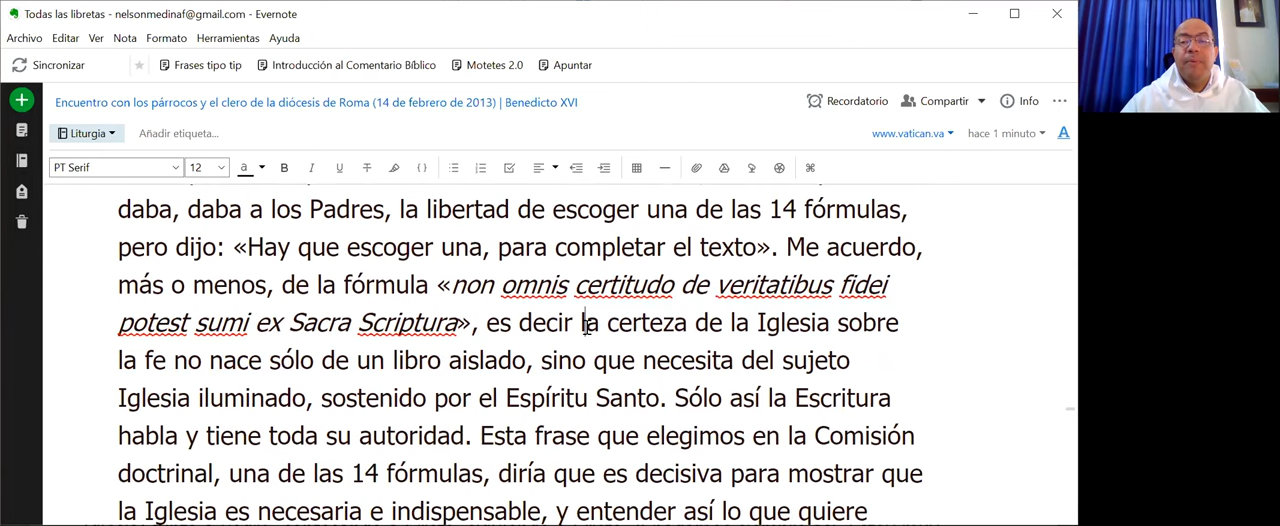 Todas las libretas - nelsonmedinaf@gmail.com - Evernote
Archivo Editar Ver Nota Formato Herramientas Ayuda
Sincronizar Frases tipo tip Introducción al Comentario Bíblico Motetes 2.0 Apuntar
Encuentro con los párrocos y el clero de la diócesis de Roma (14 de febrero de 2013) | Benedicto XVI Recordatorio Compartir Info
Liturgia Añadir etiqueta... www.vatican.va hace 1 minuto A
PT Serif 12 a B I U T
daba, daba a los Padres, la libertad de escoger una de las 14 fórmulas,
pero dijo: «Hay que escoger una, para completar el texto». Me acuerdo,
más o menos, de la fórmula «non omnis certitudo de veritatibus fidei
potest sumi ex Sacra Scriptura», es decir la certeza de la Iglesia sobre
la fe no nace sólo de un libro aislado, sino que necesita del sujeto
Iglesia iluminado, sostenido por el Espíritu Santo. Sólo así la Escritura
habla y tiene toda su autoridad. Esta frase que elegimos en la Comisión
doctrinal, una de las 14 fórmulas, diría que es decisiva para mostrar que
la Iglesia es necesaria e indispensable, y entender así lo que quiere